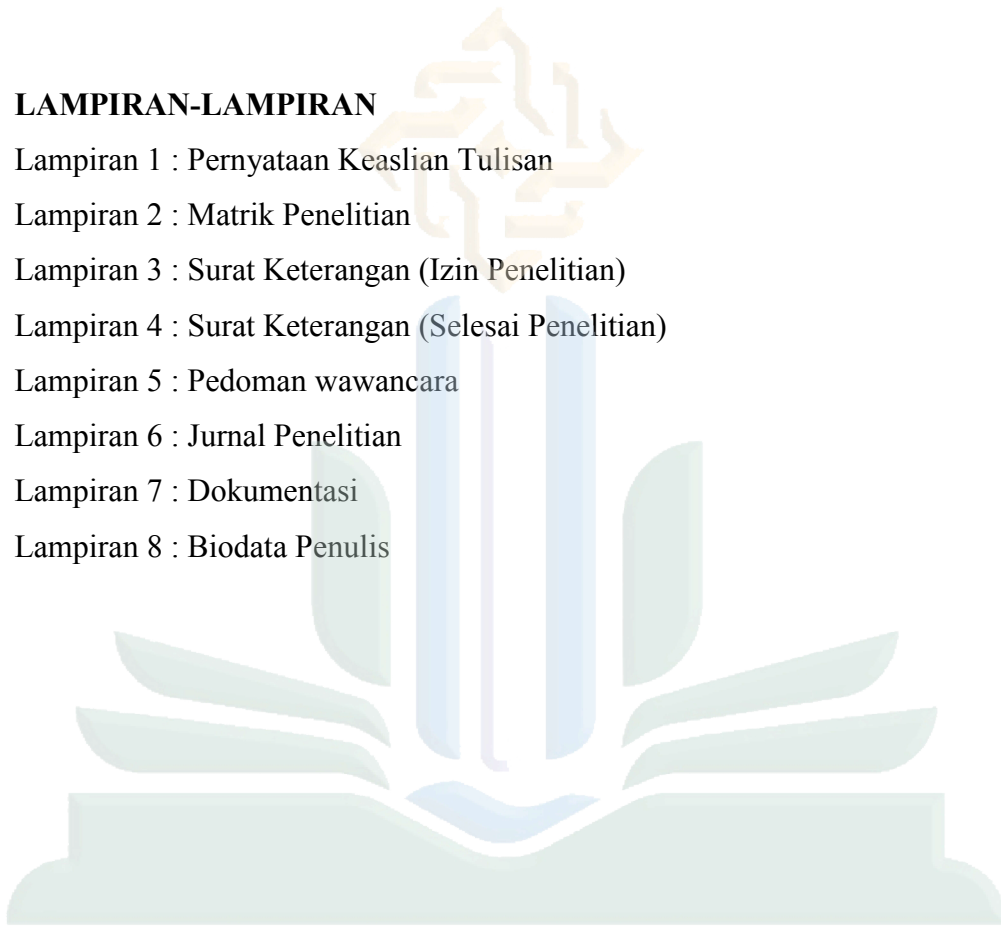 LAMPIRAN-LAMPIRAN
Lampiran 1 : Pernyataan Keaslian Tulisan
Lampiran 2 : Matrik Penelitian
Lampiran 3 : Surat Keterangan (Izin Penelitian)
Lampiran 4 : Surat Keterangan (Selesai Penelitian)
Lampiran 5 : Pedoman wawancara
Lampiran 6 : Jurnal Penelitian
Lampiran 7 : Dokumentasi
Lampiran 8 : Biodata Penulis